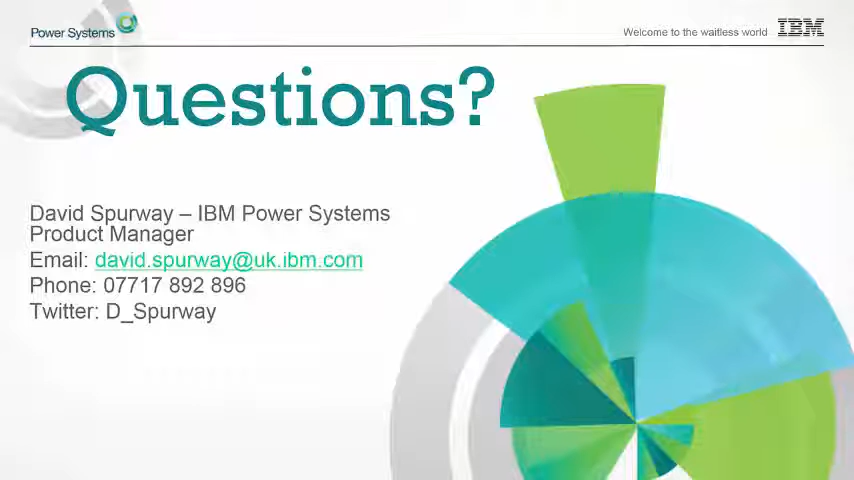 Power Systems
Welcome to the waitless world IBM
Questions?
David Spurway – IBM Power Systems
Product Manager
Email: david.spurway@uk.ibm.com
Phone: 07717 892 896
Twitter: D_Spurway